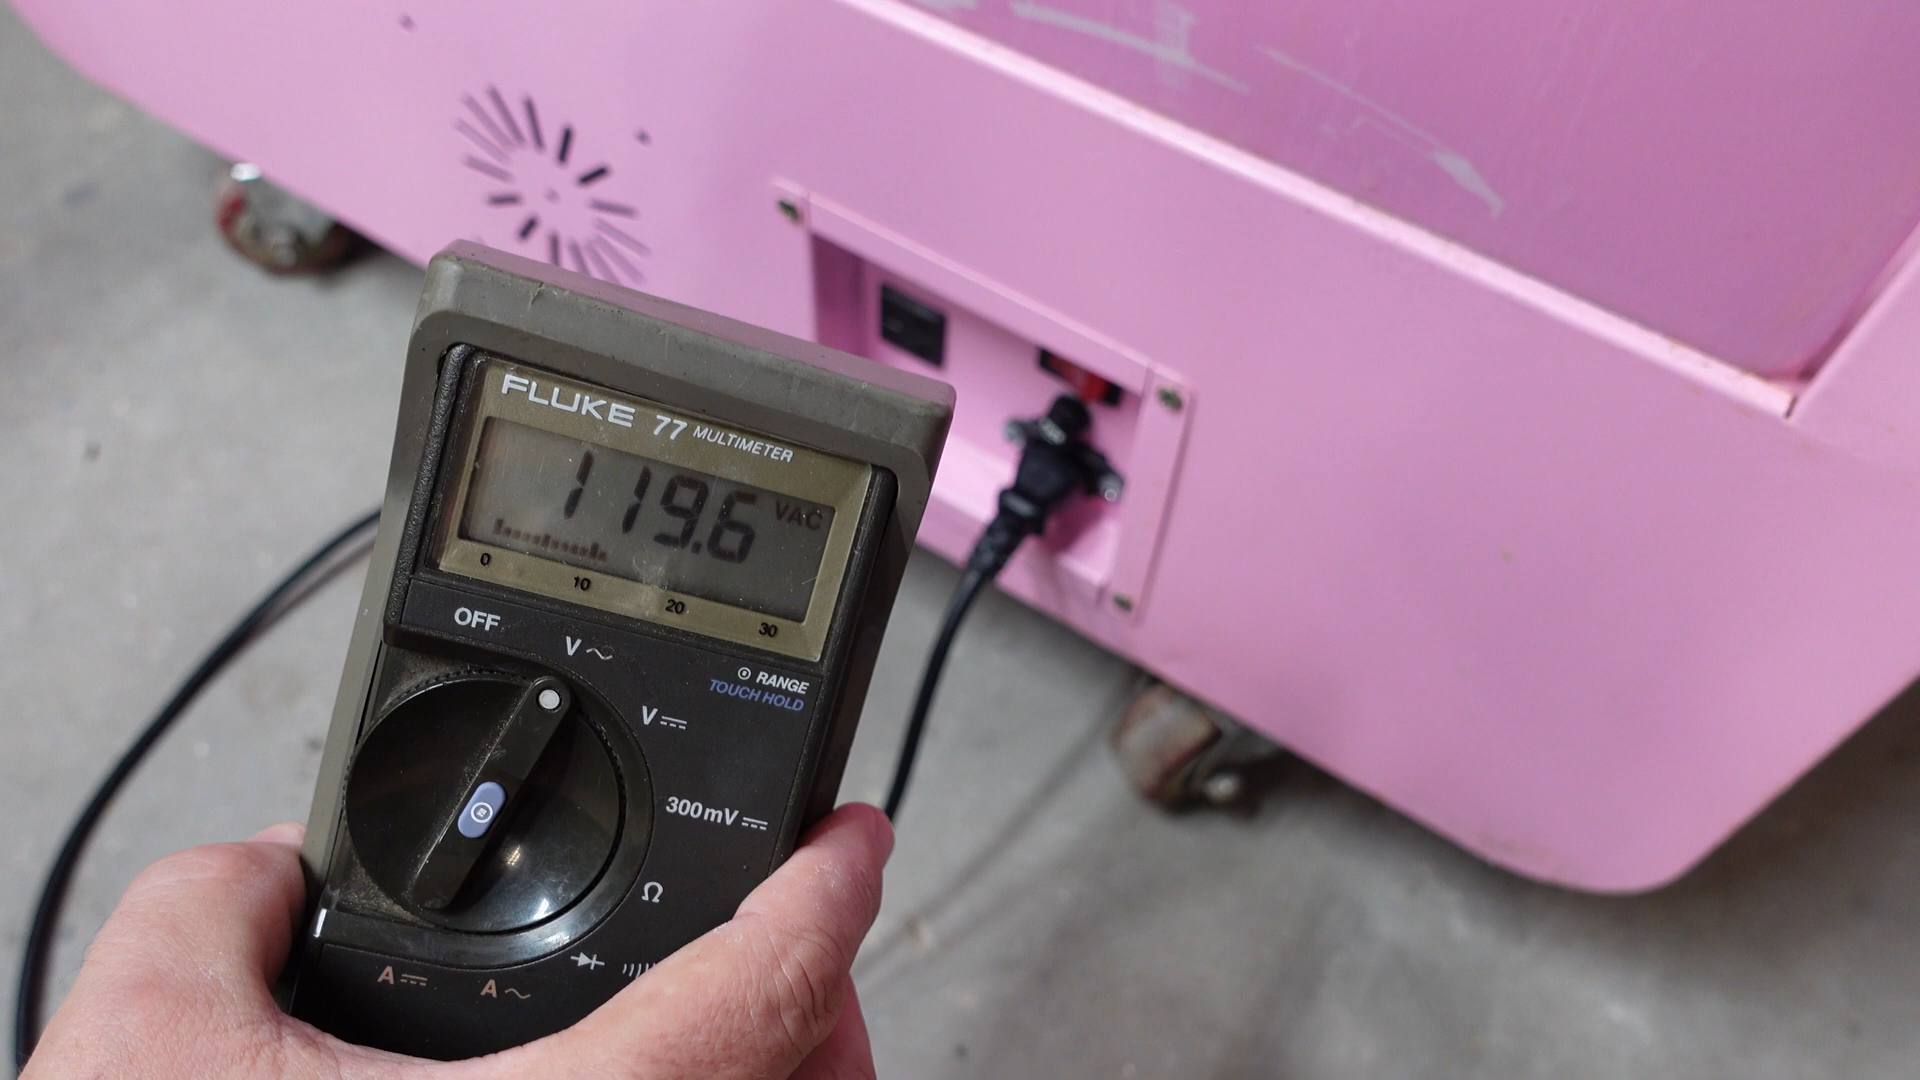 FLUKE 77 MULTIMETER
119.6 VAC
0 10 20 30
OFF
V~
RANGE
TOUCH HOLD
V⎓
300mV⎓
Ω
A⎓
A~